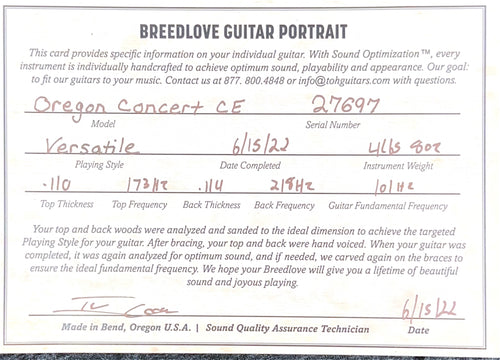 BREEDLOVE GUITAR PORTRAIT
This card provides specific information on your individual guitar. With Sound Optimization™, every
instrument is individually handcrafted to achieve optimum sound, playability and appearance. Our goal:
to fit our guitars to your music. Contact us at 877. 800.4848 or info@tohguitars.com with questions.
Oregon Concert CE 27697
Model Serial Number
Versatile 6/15/22 4lbs 8oz
Playing Style Date Completed Instrument Weight
.110 173Hz .114 218Hz 101Hz
Top Thickness Top Frequency Back Thickness Back Frequency Guitar Fundamental Frequency
Your top and back woods were analyzed and sanded to the ideal dimension to achieve the targeted
Playing Style for your guitar. After bracing, your top and back were hand voiced. When your guitar was
completed, it was again analyzed for optimum sound, and if needed, we carved again on the braces to
ensure the ideal fundamental frequency. We hope your Breedlove will give you a lifetime of beautiful
sound and joyous playing.
6/15/22
Made in Bend, Oregon U.S.A. | Sound Quality Assurance Technician Date